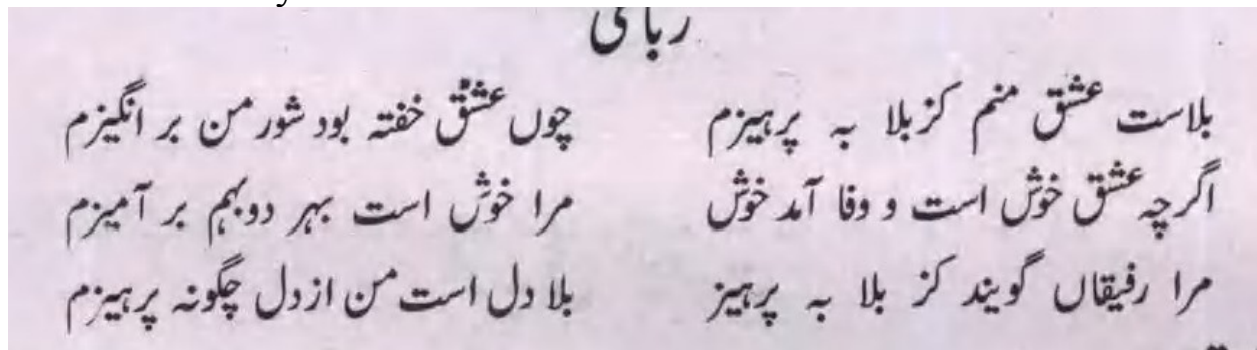 رباعی
بلاست عشق منم کز بلا بہ پرہیزم چوں عشق خفتہ بود شور من بر انگیزم
اگرچہ عشق خوش است و وفا آمد خوش مرا خوش است بہر دو بہم بر آمیزم
مرا رفیقاں گویند کز بلا بہ پرہیز بلا دل است من از دل چگونہ پرہیزم